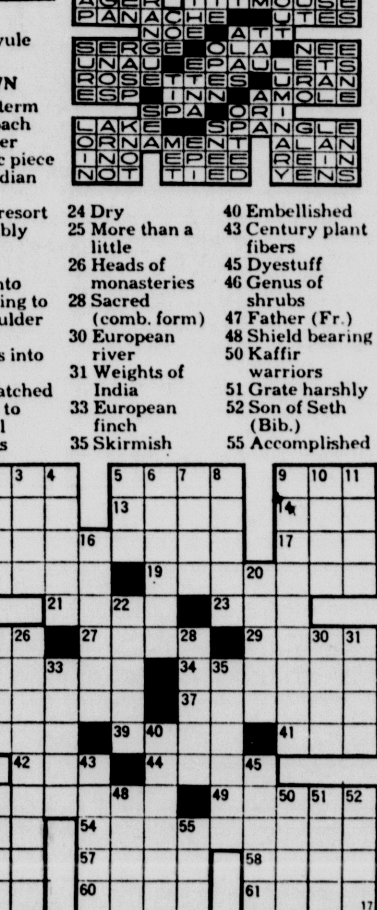 PANACHE UTES
NOE ATT
yule
SERGE OLA NEE
UNAU EPAULETS
ROSETTES URAN
ESP INN AMOLE
SPA ORI
LAKE SPANGLE
ORNAMENT ALAN
INO EPEE REIN
NOT TIED YENS
term
er
piece
dian
resort
bly
nto
ing to
ulder
s into
atched
to
l
s
24 Dry
25 More than a
little
26 Heads of
monasteries
28 Sacred
(comb. form)
30 European
river
31 Weights of
India
33 European
finch
35 Skirmish
40 Embellished
43 Century plant
fibers
45 Dyestuff
46 Genus of
shrubs
47 Father (Fr.)
48 Shield bearing
50 Kaffir
warriors
51 Grate harshly
52 Son of Seth
(Bib.)
55 Accomplished
3 4 5 6 7 8 9 10 11
13 14
16 17
19 20
21 22 23
26 27 28 29 30 31
33 34 35
37
39 40 41
42 43 44 45
48 49 50 51 52
54 55
57 58
60 61
17